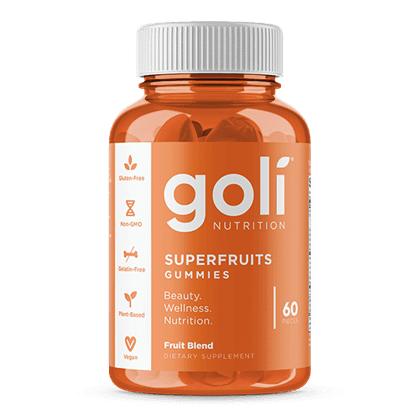 goli
NUTRITION
SUPERFRUITS
GUMMIES
Beauty.
Wellness.
Nutrition.
60
PIECES
Fruit Blend
DIETARY SUPPLEMENT
Gluten-Free
Non-GMO
Gelatin-Free
Plant-Based
Vegan